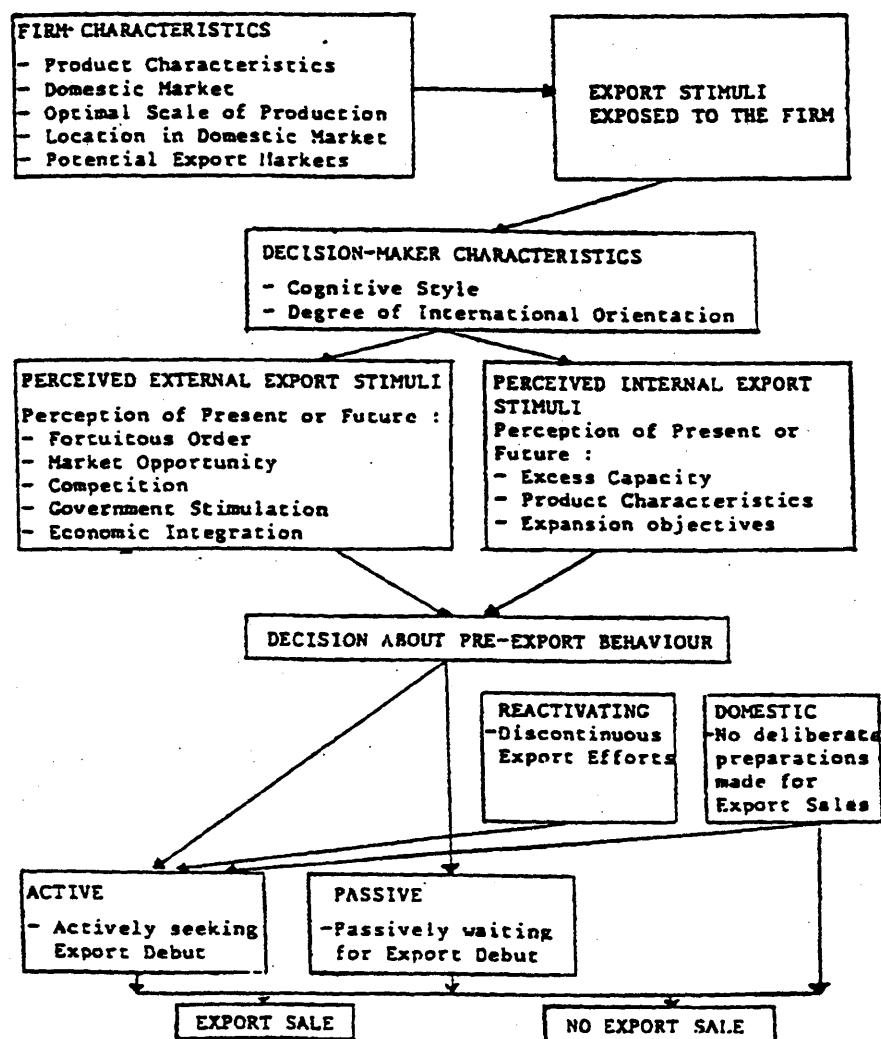 FIRM CHARACTERISTICS
- Product Characteristics
- Domestic Market
- Optimal Scale of Production
- Location in Domestic Market
- Potential Export Markets
EXPORT STIMULI
EXPOSED TO THE FIRM
DECISION-MAKER CHARACTERISTICS
- Cognitive Style
- Degree of International Orientation
PERCEIVED EXTERNAL EXPORT STIMULI
Perception of Present or Future :
- Fortuitous Order
- Market Opportunity
- Competition
- Government Stimulation
- Economic Integration
PERCEIVED INTERNAL EXPORT
STIMULI
Perception of Present or
Future :
- Excess Capacity
- Product Characteristics
- Expansion objectives
DECISION ABOUT PRE-EXPORT BEHAVIOUR
REACTIVATING
-Discontinuous
Export Efforts
DOMESTIC
-No deliberate
preparations
made for
Export Sales
ACTIVE
- Actively seeking
Export Debut
PASSIVE
-Passively waiting
for Export Debut
EXPORT SALE
NO EXPORT SALE